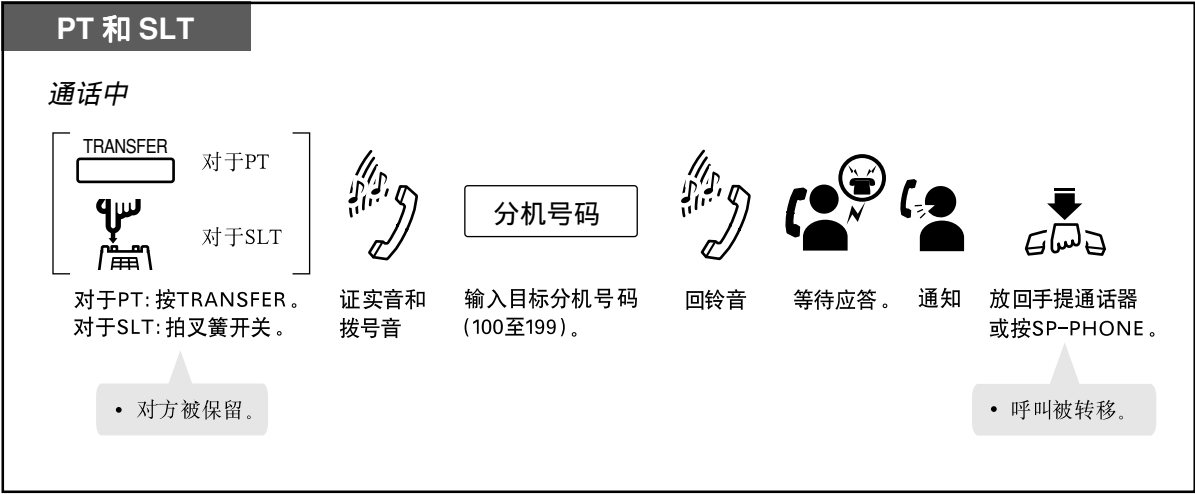 PT 和 SLT
通话中
TRANSFER
对于PT
对于SLT
分机号码
对于PT: 按TRANSFER。
对于SLT: 拍叉簧开关。
证实音和
拨号音
输入目标分机号码
(100至199)。
回铃音
等待应答。
通知
放回手提通话器
或按SP-PHONE。
• 对方被保留。
• 呼叫被转移。